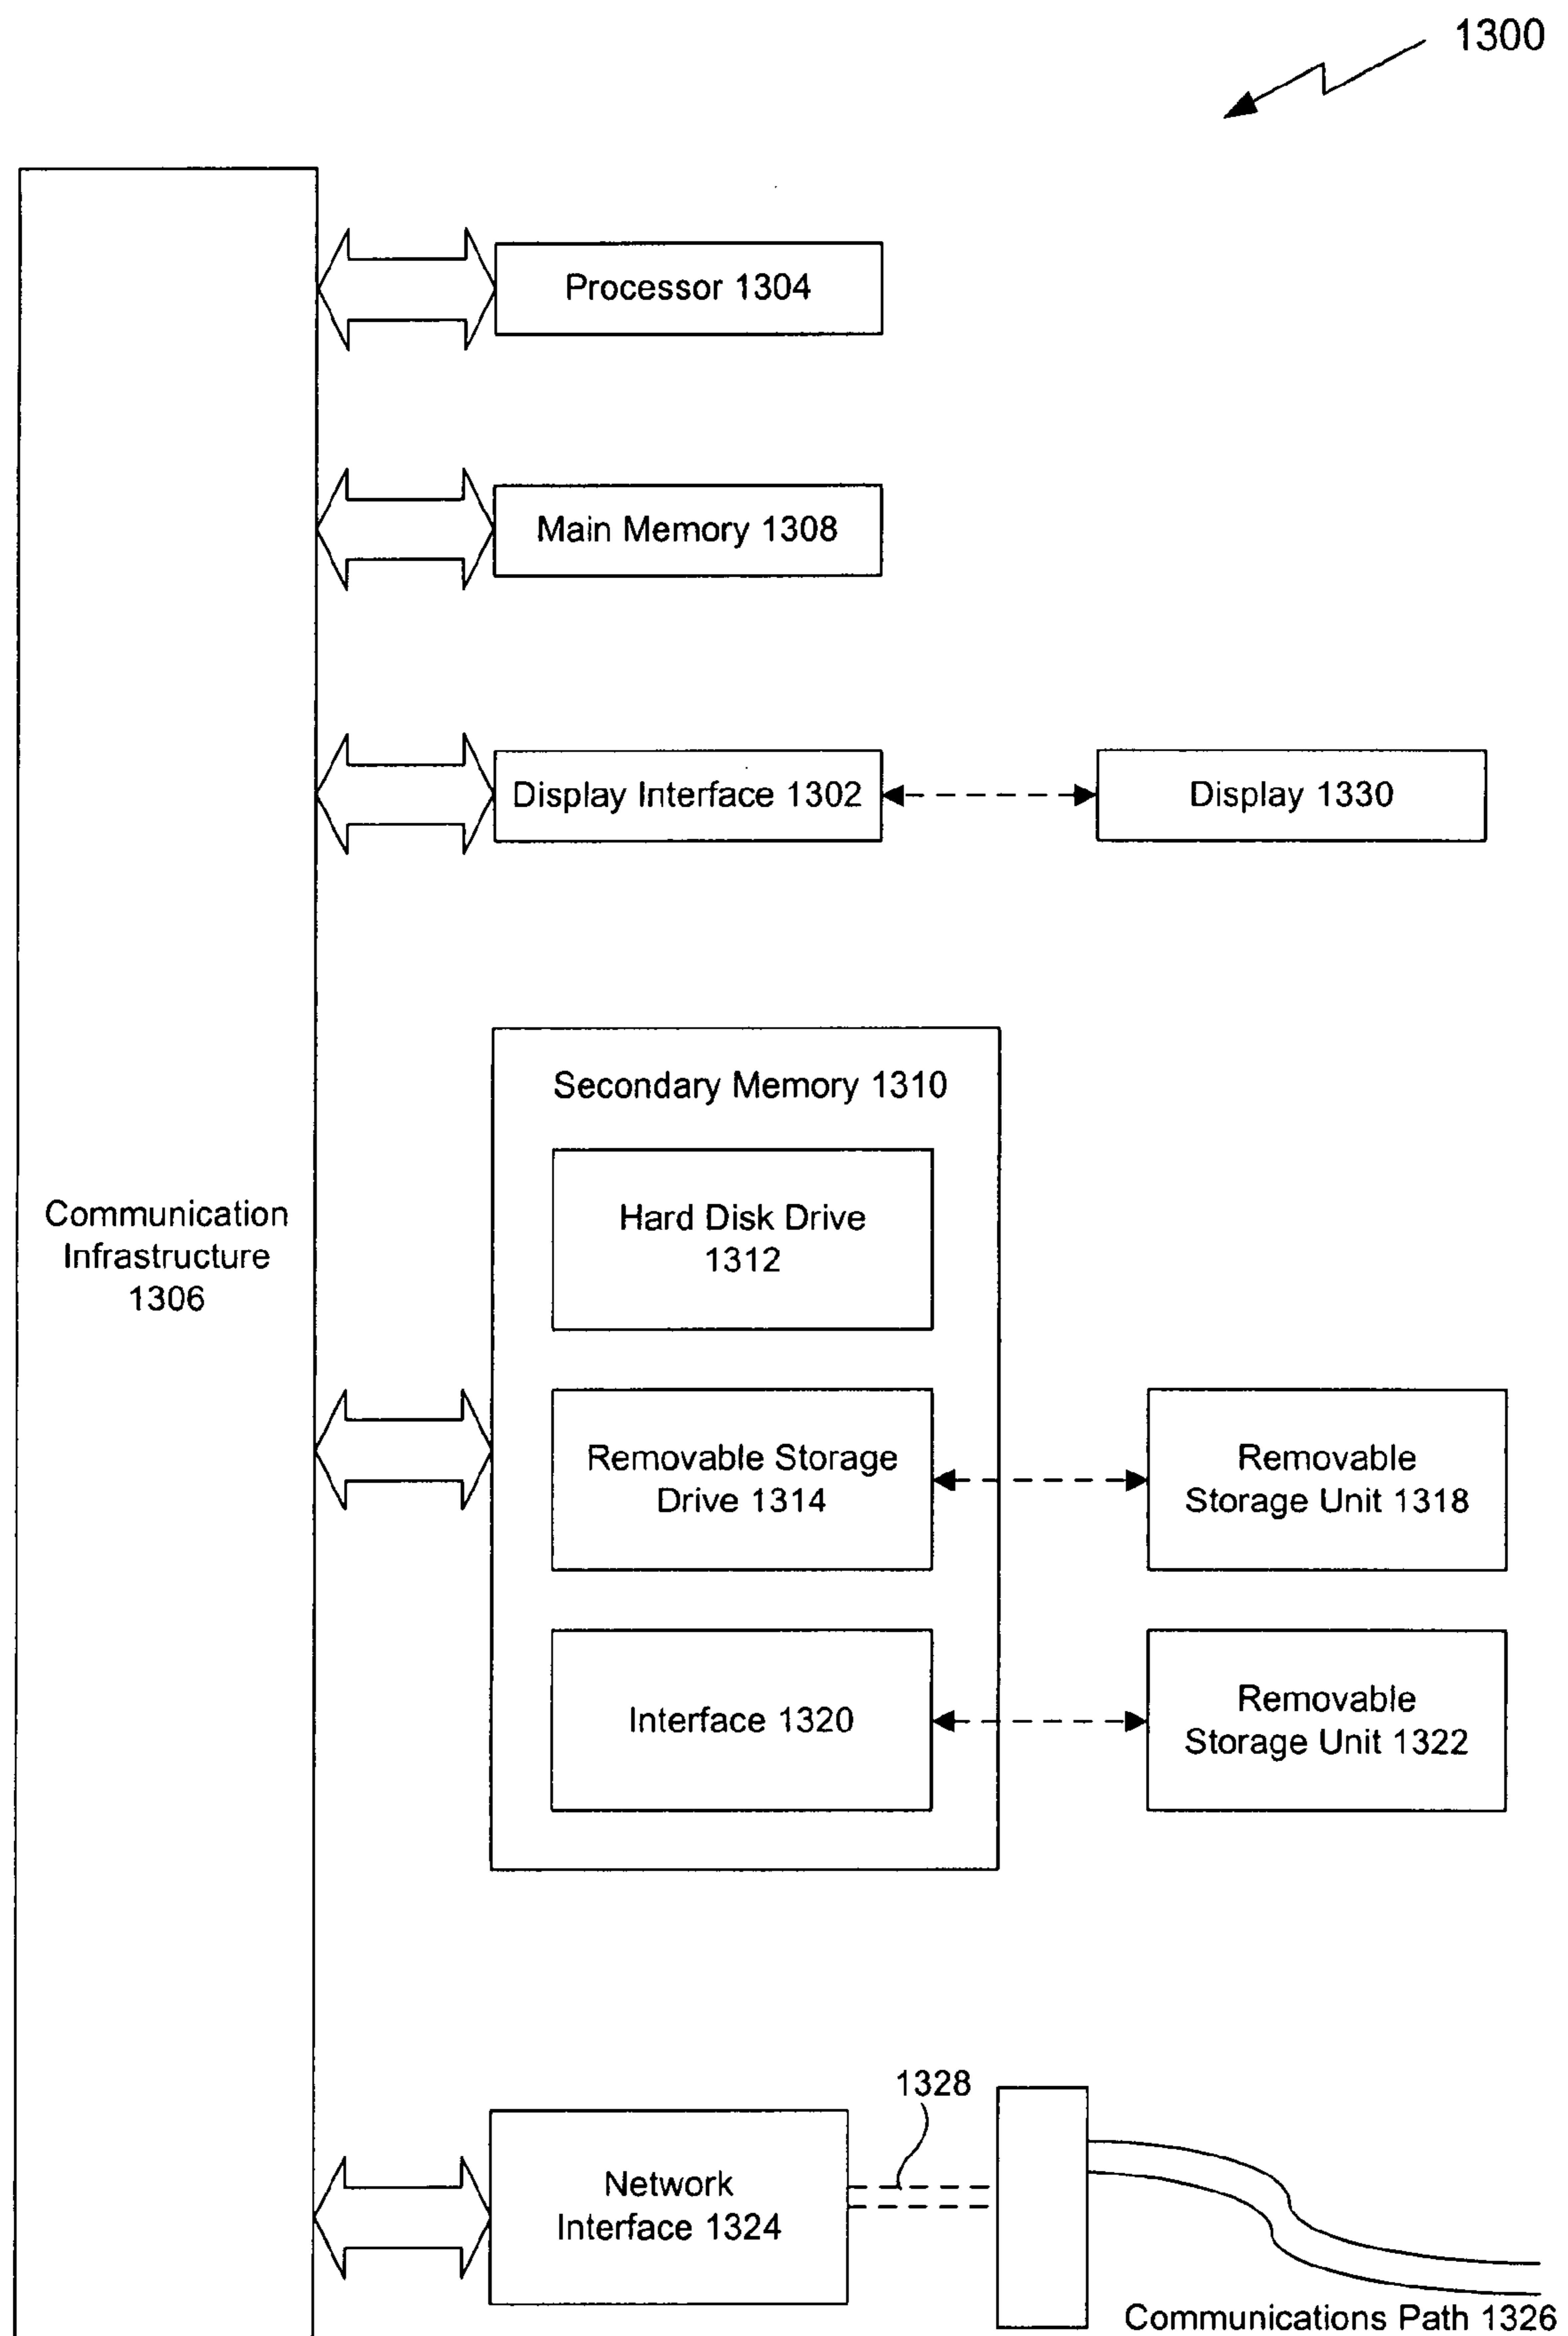 1300
Processor 1304
Main Memory 1308
Display Interface 1302
Display 1330
Secondary Memory 1310
Hard Disk Drive
1312
Communication
Infrastructure
1306
Removable Storage
Drive 1314
Removable
Storage Unit 1318
Interface 1320
Removable
Storage Unit 1322
1328
Network
Interface 1324
Communications Path 1326